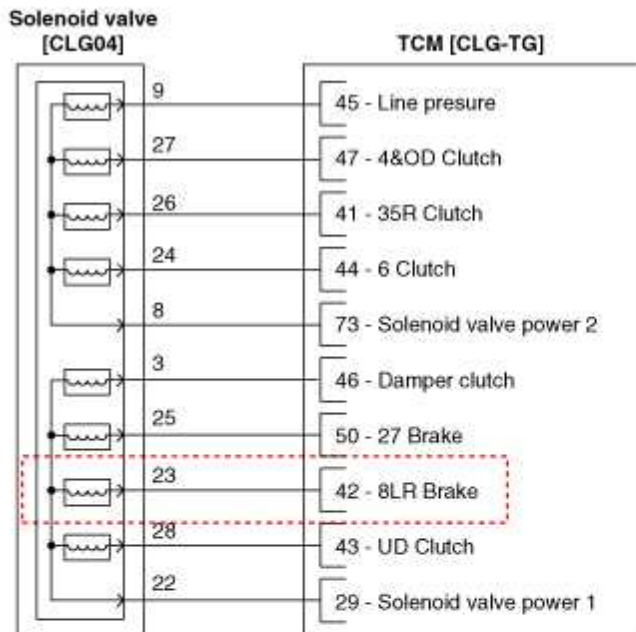 Solenoid valve
[CLG04]
TCM [CLG-TG]
9
45 - Line presure
27
47 - 4&OD Clutch
26
41 - 35R Clutch
24
44 - 6 Clutch
8
73 - Solenoid valve power 2
3
46 - Damper clutch
25
50 - 27 Brake
23
42 - 8LR Brake
28
43 - UD Clutch
22
29 - Solenoid valve power 1